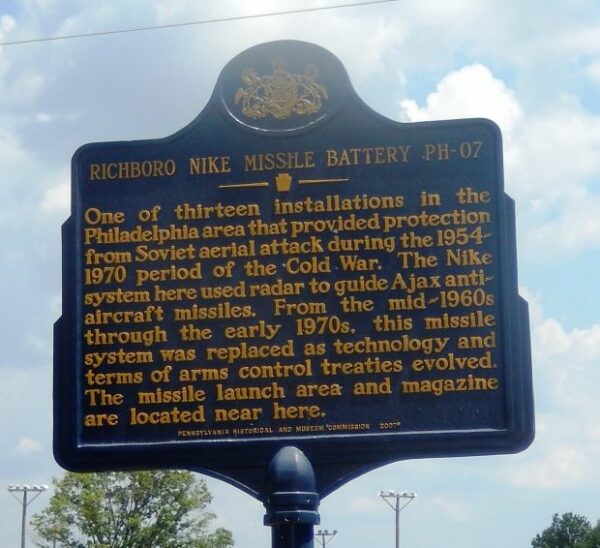 RICHBORO NIKE MISSILE BATTERY PH-07
One of thirteen installations in the
Philadelphia area that provided protection
from Soviet aerial attack during the 1954-
1970 period of the Cold War. The Nike
system here used radar to guide Ajax anti-
aircraft missiles. From the mid-1960s
through the early 1970s, this missile
system was replaced as technology and
terms of arms control treaties evolved.
The missile launch area and magazine
are located near here.
PENNSYLVANIA HISTORICAL AND MUSEUM COMMISSION 2007